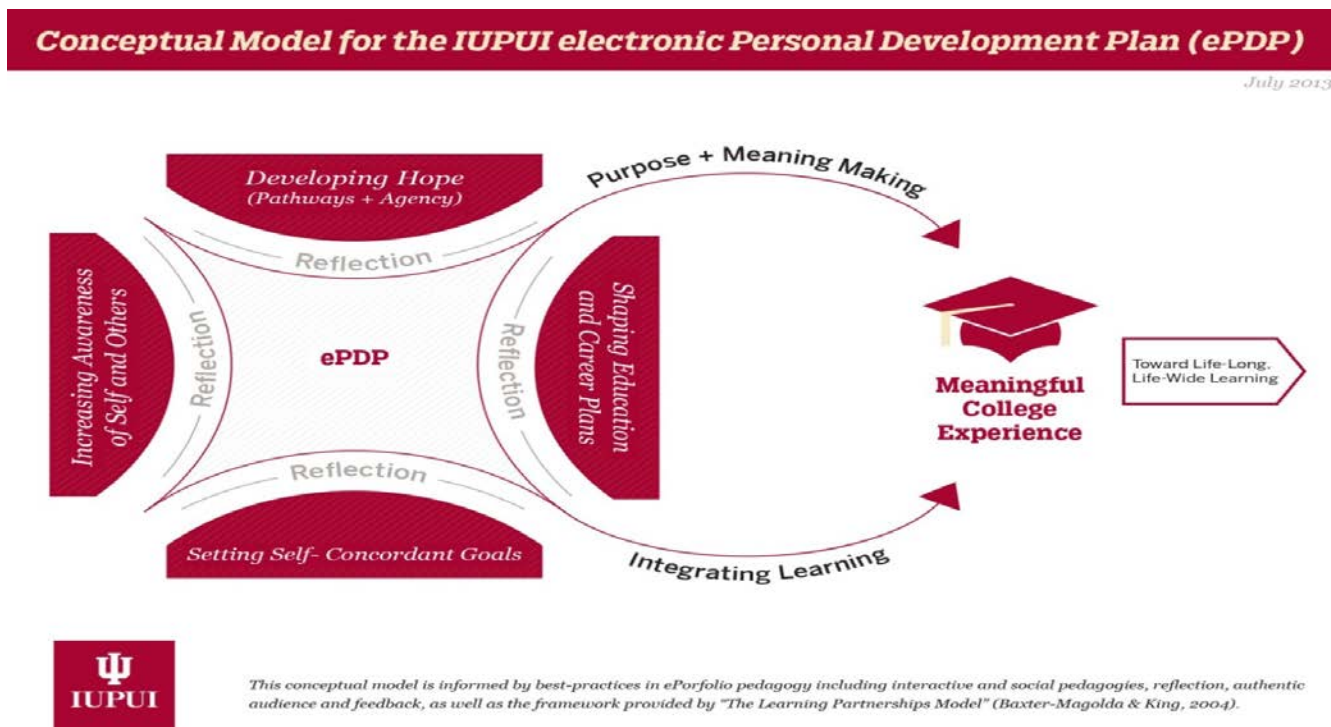 Conceptual Model for the IUPUI electronic Personal Development Plan (ePDP)
July 2013
Developing Hope
(Pathways + Agency)
Reflection
Increasing Awareness
of Self and Others
Reflection
ePDP
Reflection
Shaping Education
and Career Plans
Reflection
Setting Self- Concordant Goals
Purpose + Meaning Making
Integrating Learning
Meaningful
College
Experience
Toward Life-Long,
Life-Wide Learning
IUPUI
This conceptual model is informed by best-practices in ePorfolio pedagogy including interactive and social pedagogies, reflection, authentic
audience and feedback, as well as the framework provided by "The Learning Partnerships Model" (Baxter-Magolda & King, 2004).